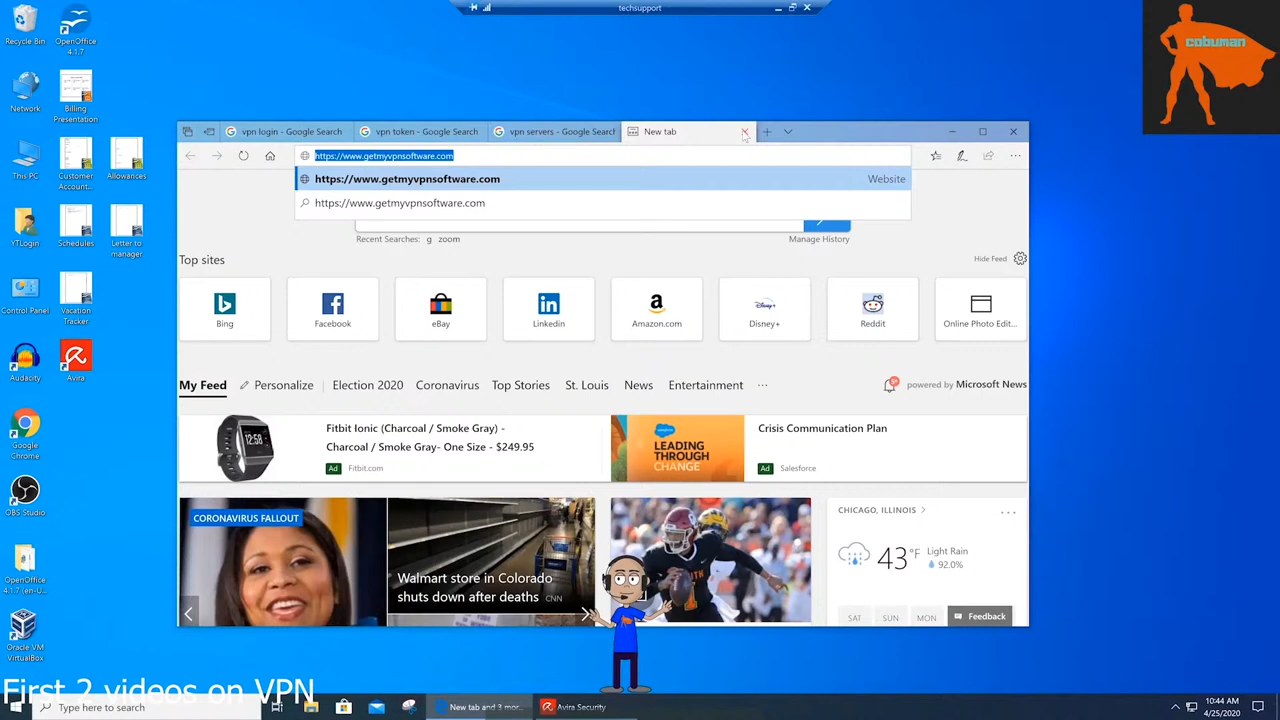 techsupport
cobuman
Recycle Bin
OpenOffice 4.1.7
Network
Billing Presentation
This PC
Customer Account...
Allowances
YTLogin
Schedules
Letter to manager
Control Panel
Vacation Tracker
Audacity
Avira
Google Chrome
OBS Studio
OpenOffice 4.1.7 (en-U...
Oracle VM VirtualBox
vpn login - Google Search
vpn token - Google Search
vpn servers - Google Search
New tab
https://www.getmyvpnsoftware.com
https://www.getmyvpnsoftware.com
Website
https://www.getmyvpnsoftware.com
Recent Searches: g zoom
Manage History
Top sites
Hide Feed
Bing
Facebook
eBay
Linkedin
Amazon.com
Disney+
Reddit
Online Photo Edit...
My Feed
Personalize
Election 2020
Coronavirus
Top Stories
St. Louis
News
Entertainment
...
powered by Microsoft News
Fitbit Ionic (Charcoal / Smoke Gray) -
Charcoal / Smoke Gray- One Size - $249.95
Ad Fitbit.com
salesforce
LEADING
THROUGH
CHANGE
Crisis Communication Plan
Ad Salesforce
CORONAVIRUS FALLOUT
Walmart store in Colorado
shuts down after deaths CNN
CHICAGO, ILLINOIS
43°F
Light Rain
92.0%
SAT SUN MON
Feedback
First 2 videos on VPN
Type here to search
New tab and 3 mor...
Avira Security
10:44 AM
4/25/2020